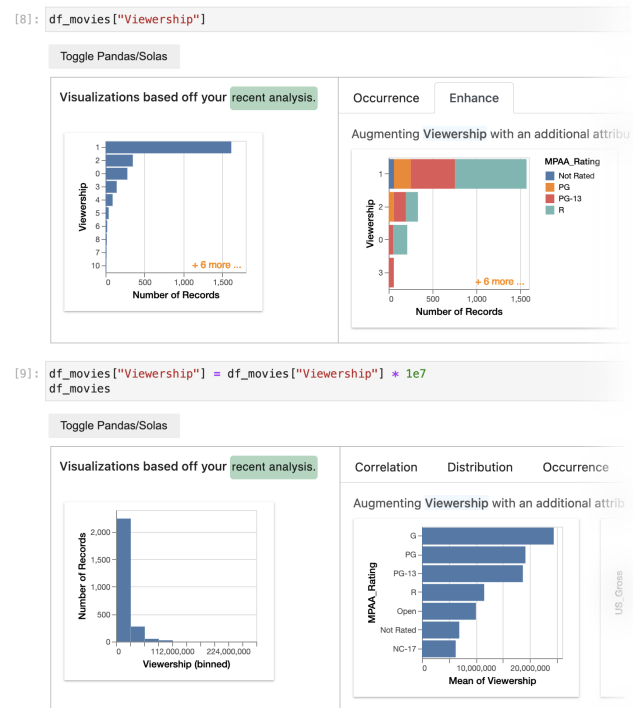 [8]: df_movies["Viewership"]
Toggle Pandas/Solas
Visualizations based off your recent analysis.
Viewership
1
2
0
3
4
5
6
8
7
10
+ 6 more ...
0 500 1,000 1,500
Number of Records
Occurrence Enhance
Augmenting Viewership with an additional
Viewership
1
2
0
3
+ 6 more ...
0 500 1,000 1,500
Number of Records
MPAA_Rating
Not Rated
PG
PG-13
R
[9]: df_movies["Viewership"] = df_movies["Viewership"] * 1e7
df_movies
Toggle Pandas/Solas
Visualizations based off your recent analysis.
Number of Records
2,000
1,500
1,000
500
0
0 112,000,000 224,000,000
Viewership (binned)
Correlation Distribution Occurrence
Augmenting Viewership with an additional
MPAA_Rating
G
PG
PG-13
R
Open
Not Rated
NC-17
0 10,000,000 20,000,000
Mean of Viewership
US_Gross